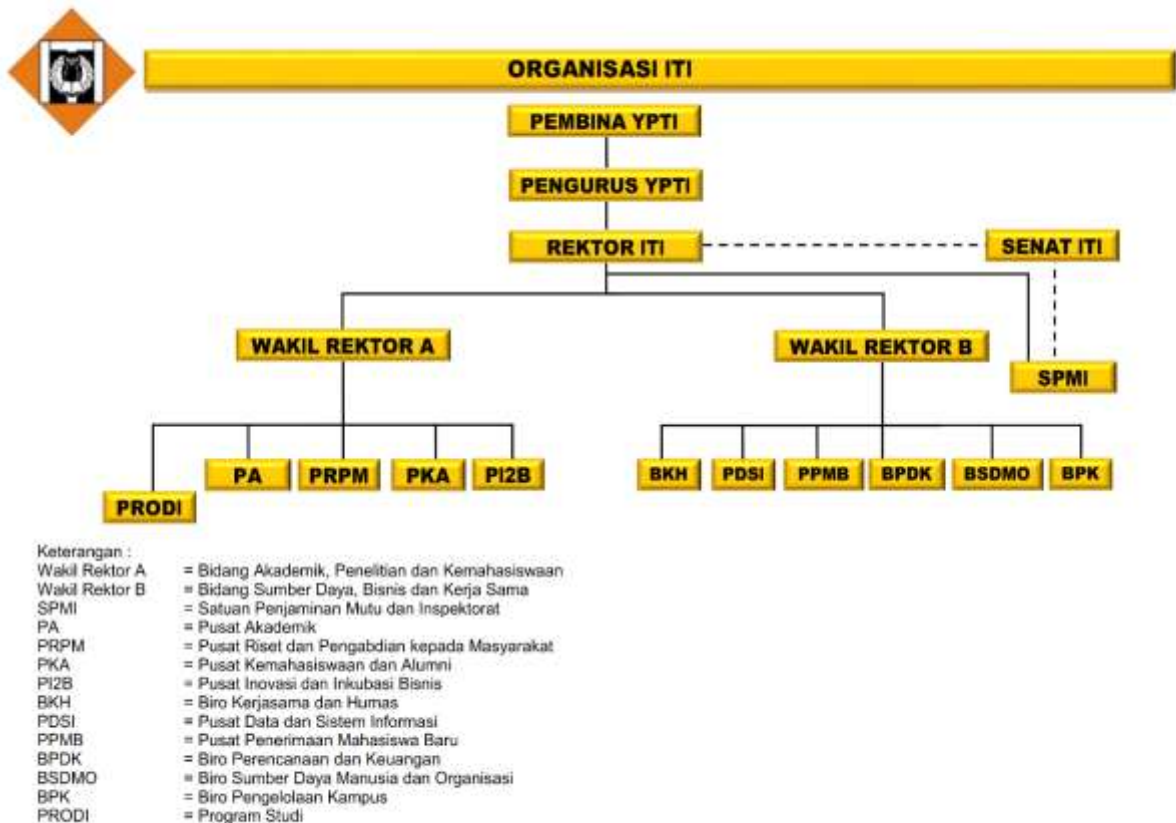 ORGANISASI ITI
PEMBINA YPTI
PENGURUS YPTI
REKTOR ITI
SENAT ITI
WAKIL REKTOR A
WAKIL REKTOR B
SPMI
PRODI
PA
PRPM
PKA
PI2B
BKH
PDSI
PPMB
BPDK
BSDMO
BPK
Keterangan :
Wakil Rektor A = Bidang Akademik, Penelitian dan Kemahasiswaan
Wakil Rektor B = Bidang Sumber Daya, Bisnis dan Kerja Sama
SPMI = Satuan Penjaminan Mutu dan Inspektorat
PA = Pusat Akademik
PRPM = Pusat Riset dan Pengabdian kepada Masyarakat
PKA = Pusat Kemahasiswaan dan Alumni
PI2B = Pusat Inovasi dan Inkubasi Bisnis
BKH = Biro Kerjasama dan Humas
PDSI = Pusat Data dan Sistem Informasi
PPMB = Pusat Penerimaan Mahasiswa Baru
BPDK = Biro Perencanaan dan Keuangan
BSDMO = Biro Sumber Daya Manusia dan Organisasi
BPK = Biro Pengelolaan Kampus
PRODI = Program Studi